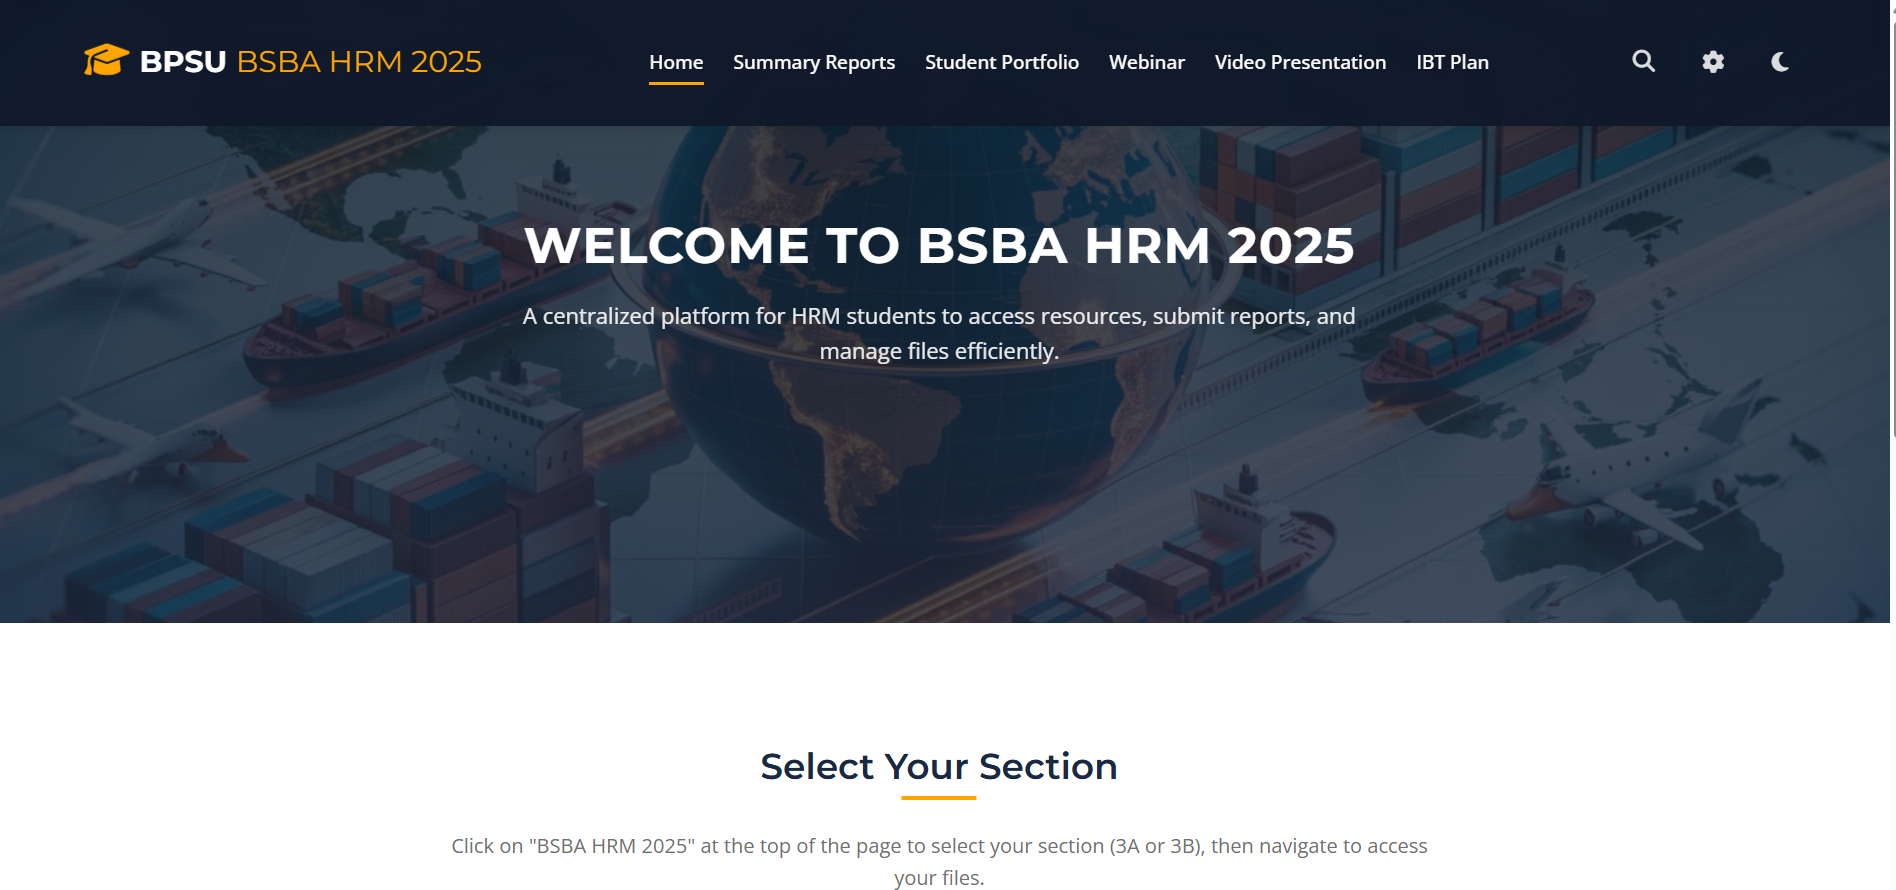 BPSU BSBA HRM 2025
Home Summary Reports Student Portfolio Webinar Video Presentation IBT Plan
WELCOME TO BSBA HRM 2025
A centralized platform for HRM students to access resources, submit reports, and
manage files efficiently.
Select Your Section
Click on "BSBA HRM 2025" at the top of the page to select your section (3A or 3B), then navigate to access
your files.